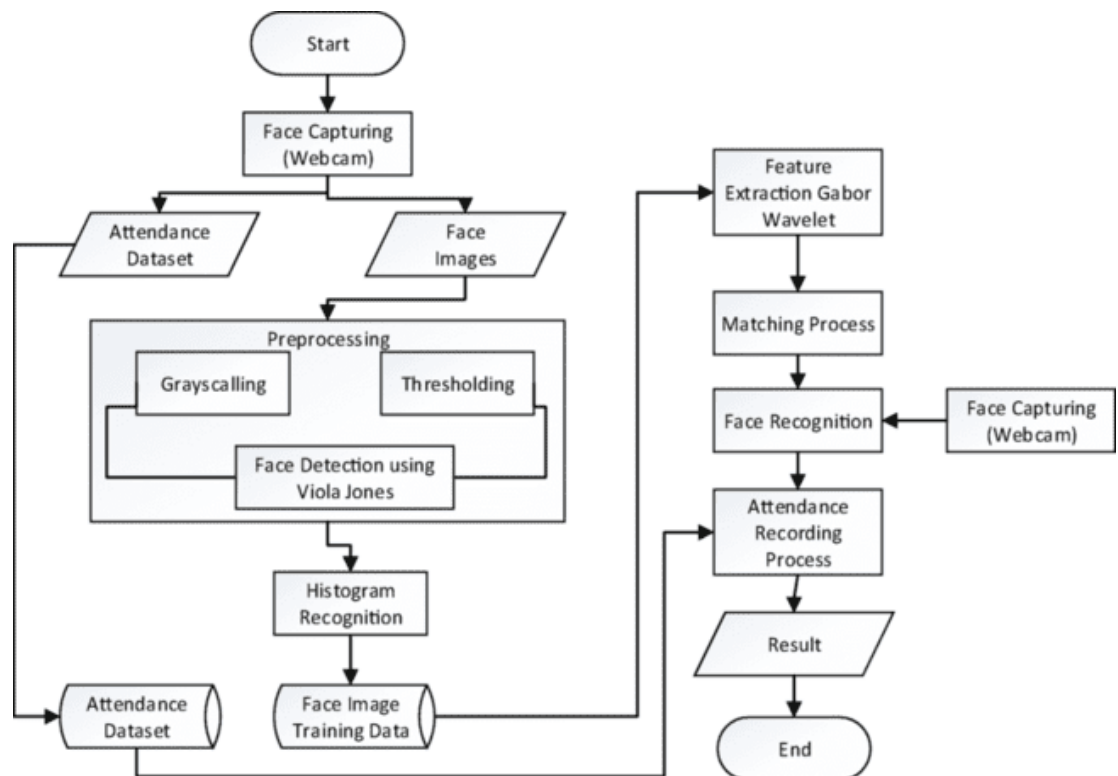 Start
Face Capturing
(Webcam)
Attendance
Dataset
Face
Images
Preprocessing
Grayscalling
Thresholding
Face Detection using
Viola Jones
Histogram
Recognition
Attendance
Dataset
Face Image
Training Data
Feature
Extraction Gabor
Wavelet
Matching Process
Face Recognition
Face Capturing
(Webcam)
Attendance
Recording
Process
Result
End